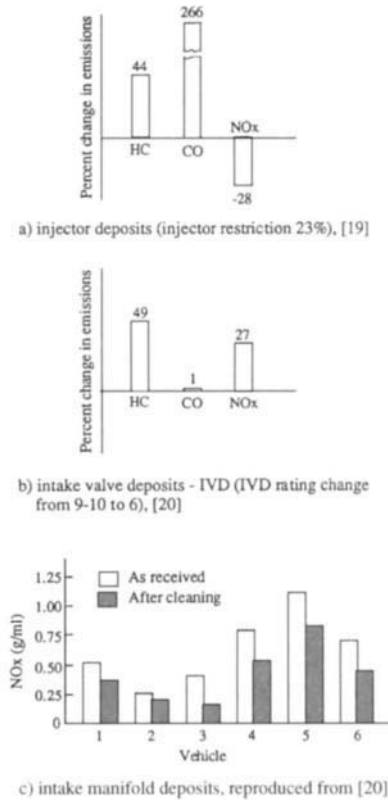 Percent change in emissions
266
44
NOx
HC
CO
-28
a) injector deposits (injector restriction 23%), [19]
Percent change in emissions
49
27
1
HC
CO
NOx
b) intake valve deposits - IVD (IVD rating change
from 9-10 to 6), [20]
NOx (g/ml)
1.25
1.00
0.75
0.50
0.25
0
As received
After cleaning
1 2 3 4 5 6
Vehicle
c) intake manifold deposits, reproduced from [20]